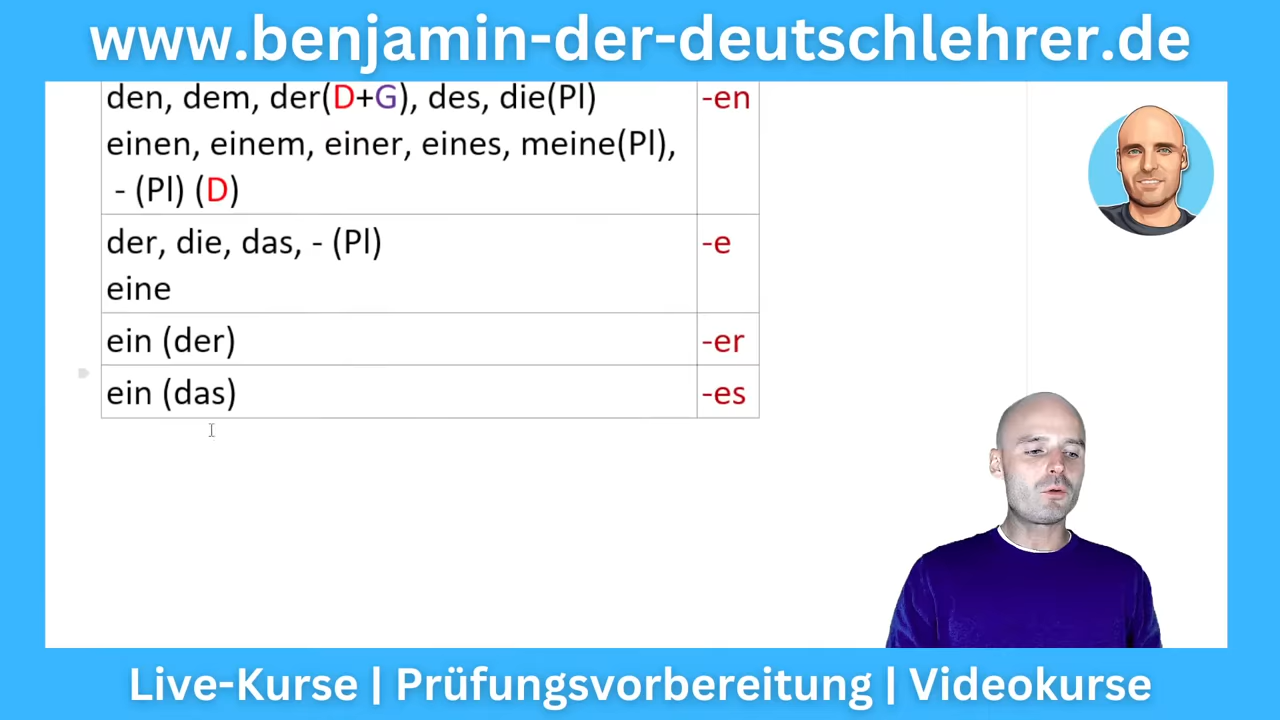 www.benjamin-der-deutschlehrer.de
den, dem, der(D+G), des, die(Pl) -en
einen, einem, einer, eines, meine(Pl),
- (Pl) (D)
der, die, das, - (Pl) -e
eine
ein (der) -er
ein (das) -es
Live-Kurse | Prüfungsvorbereitung | Videokurse